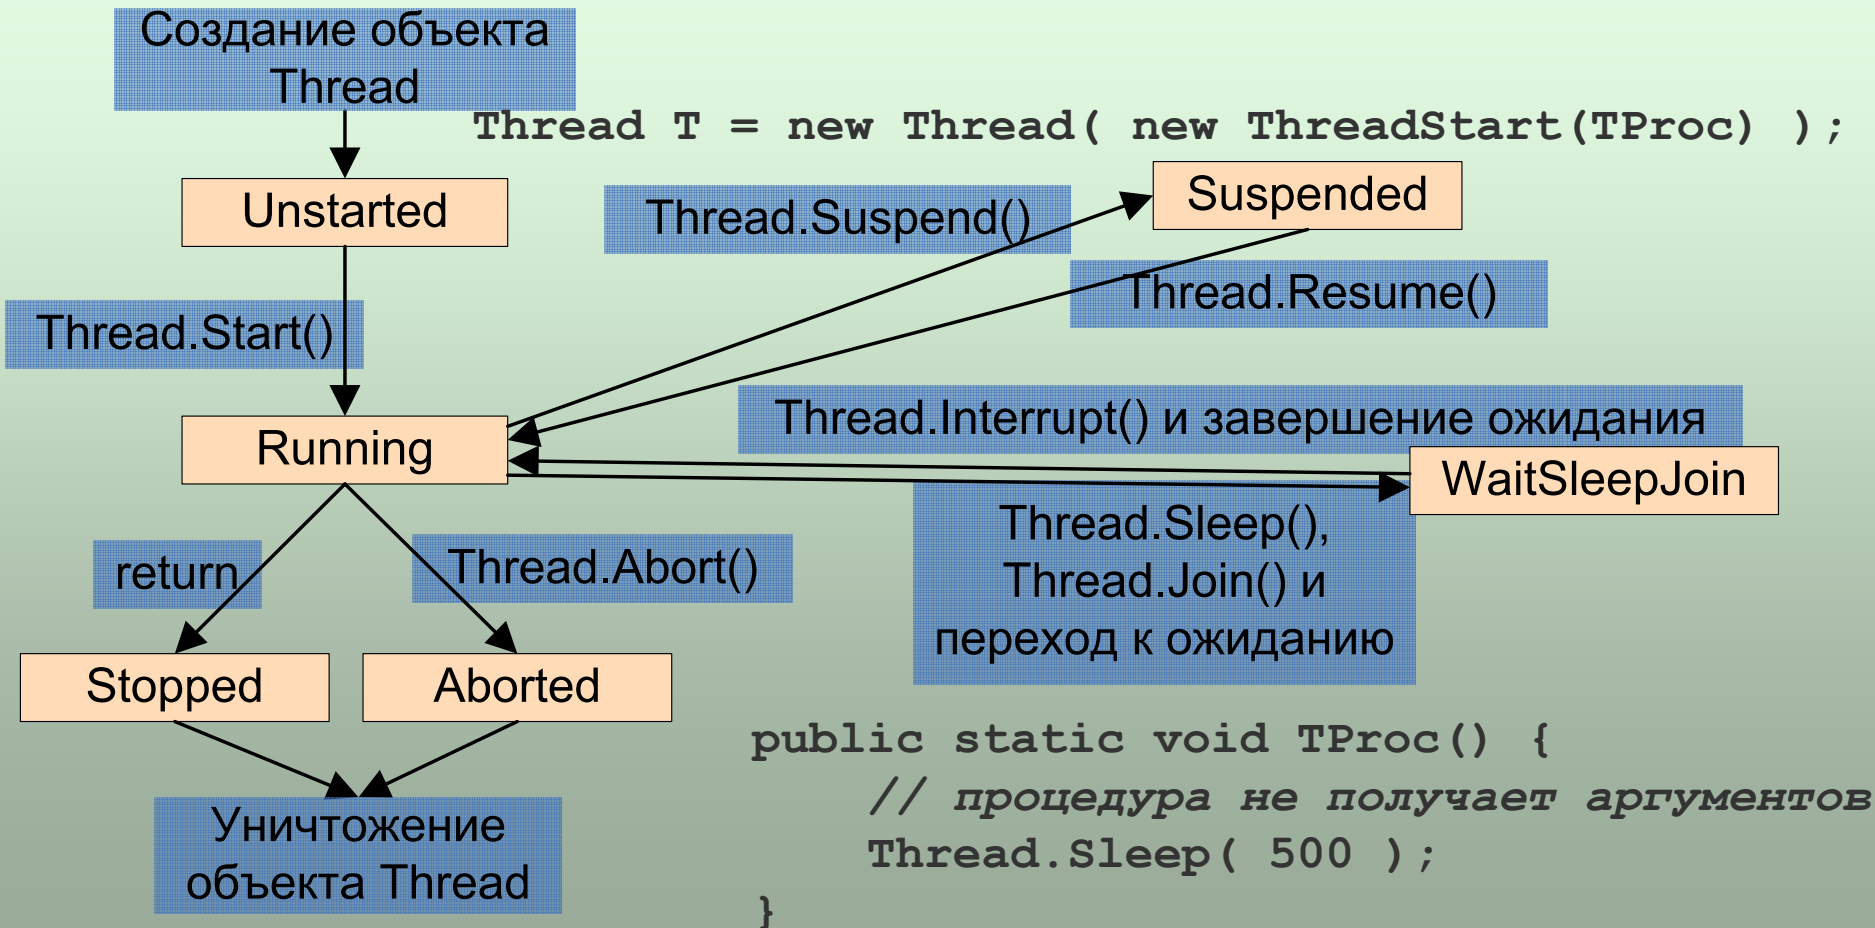 Создание объекта
Thread
Thread T = new Thread( new ThreadStart(TProc) );
Unstarted
Thread.Suspend()
Suspended
Thread.Resume()
Thread.Start()
Thread.Interrupt() и завершение ожидания
Running
WaitSleepJoin
Thread.Sleep(),
Thread.Join() и
переход к ожиданию
return
Thread.Abort()
Stopped
Aborted
public static void TProc() {
// процедура не получает аргументов
Thread.Sleep( 500 );
}
Уничтожение
объекта Thread